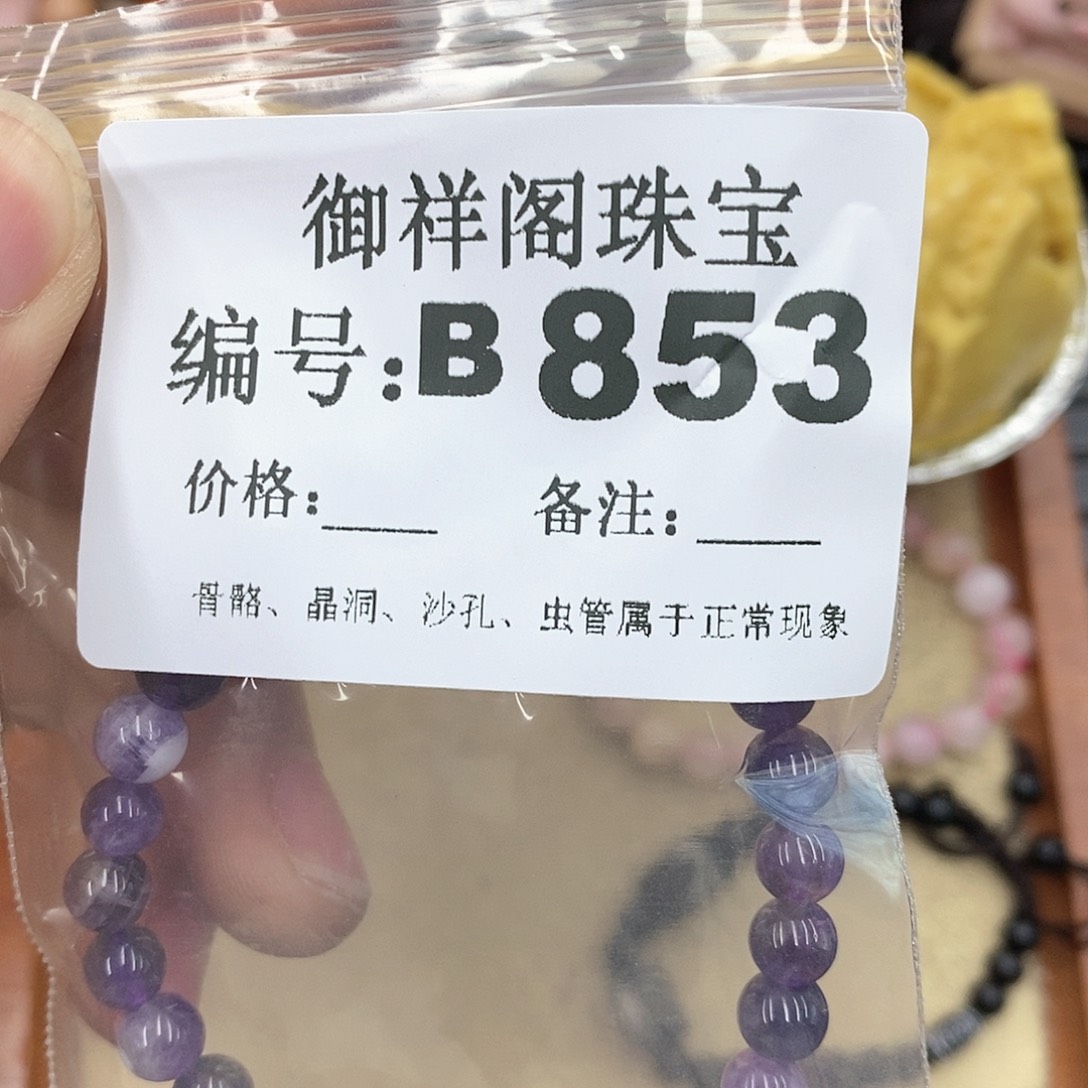 御祥阁珠宝
编号:B853
价格:____ 备注:____
骨骼、晶洞、沙孔、虫管属于正常现象